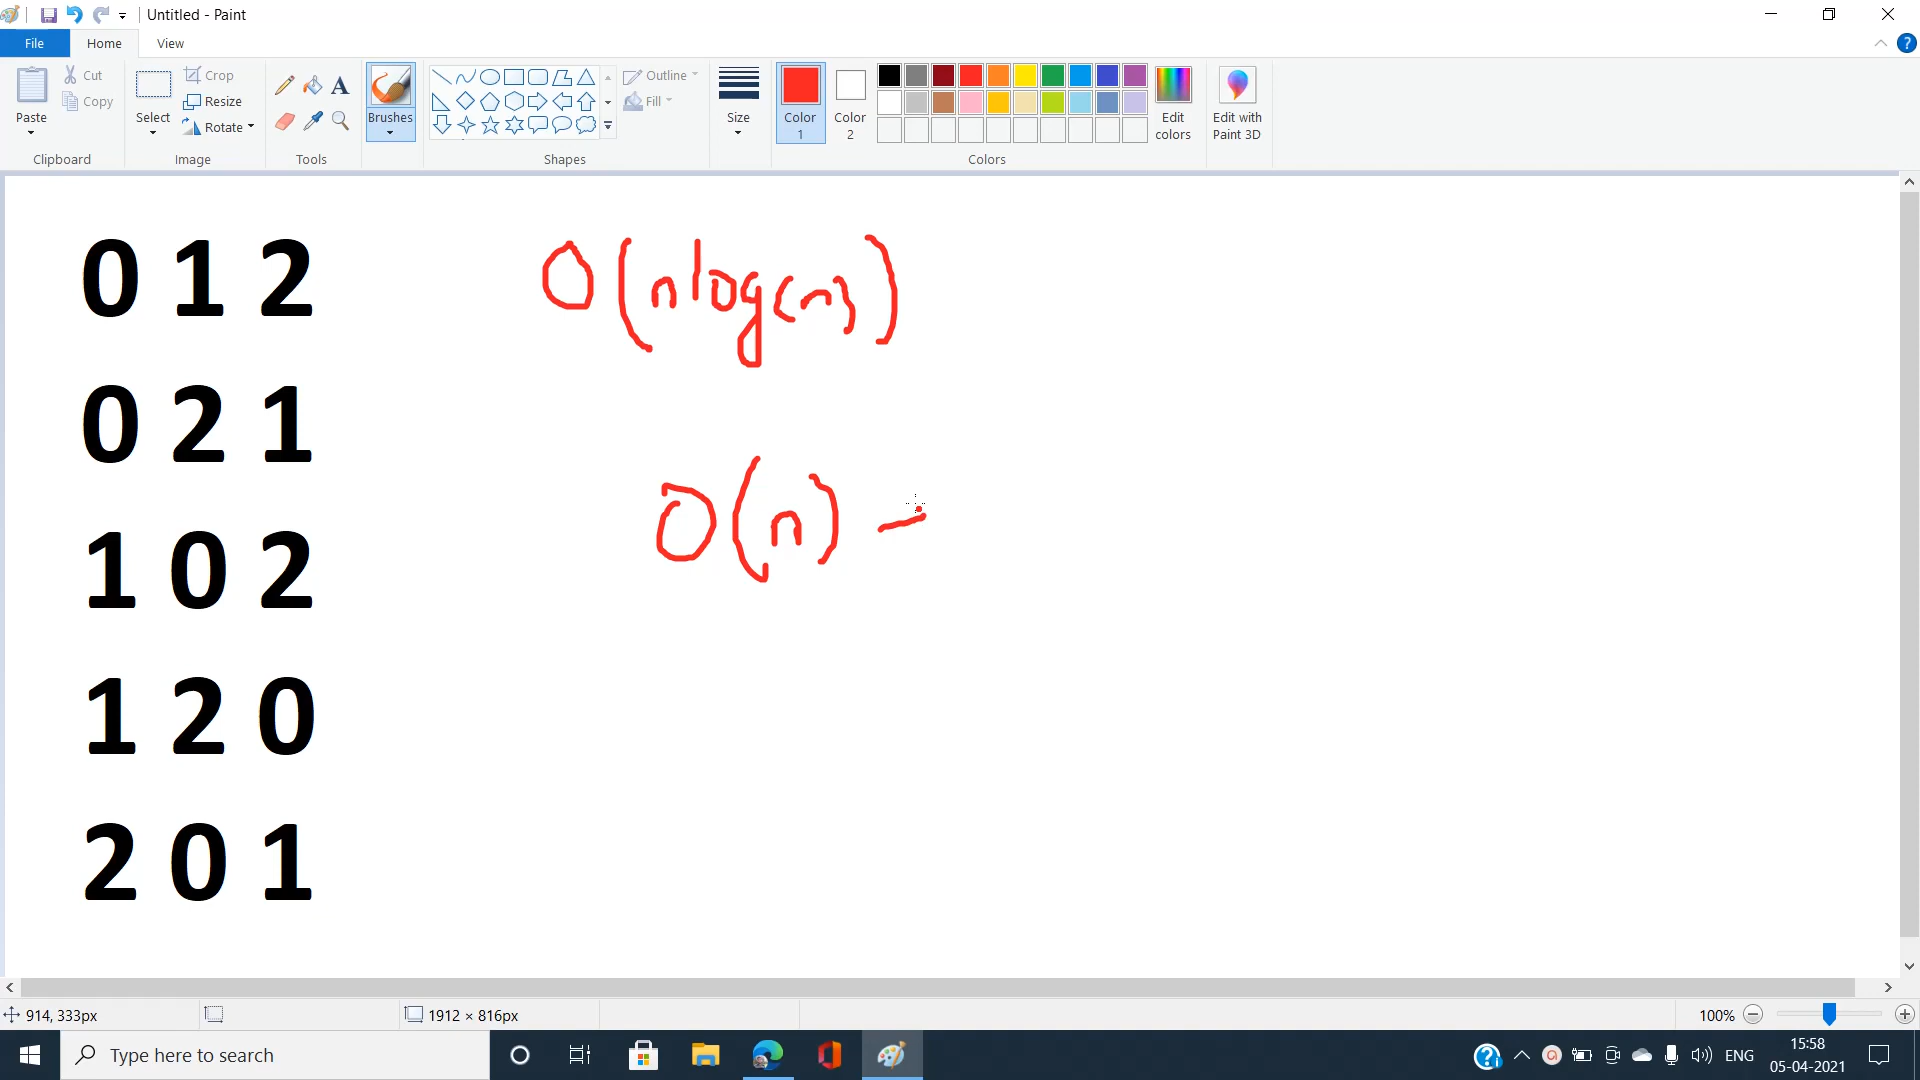 Untitled - Paint
File Home View
Cut
Copy
Paste
Clipboard
Select
Crop
Resize
Rotate
Image
Tools
Brushes
Shapes
Outline
Fill
Size
Color 1
Color 2
Colors
Edit colors
Edit with Paint 3D
0 1 2
O(nlog(n))
0 2 1
O(n) -
1 0 2
1 2 0
2 0 1
914, 333px
1912 × 816px
100%
Type here to search
ENG
15:58
05-04-2021